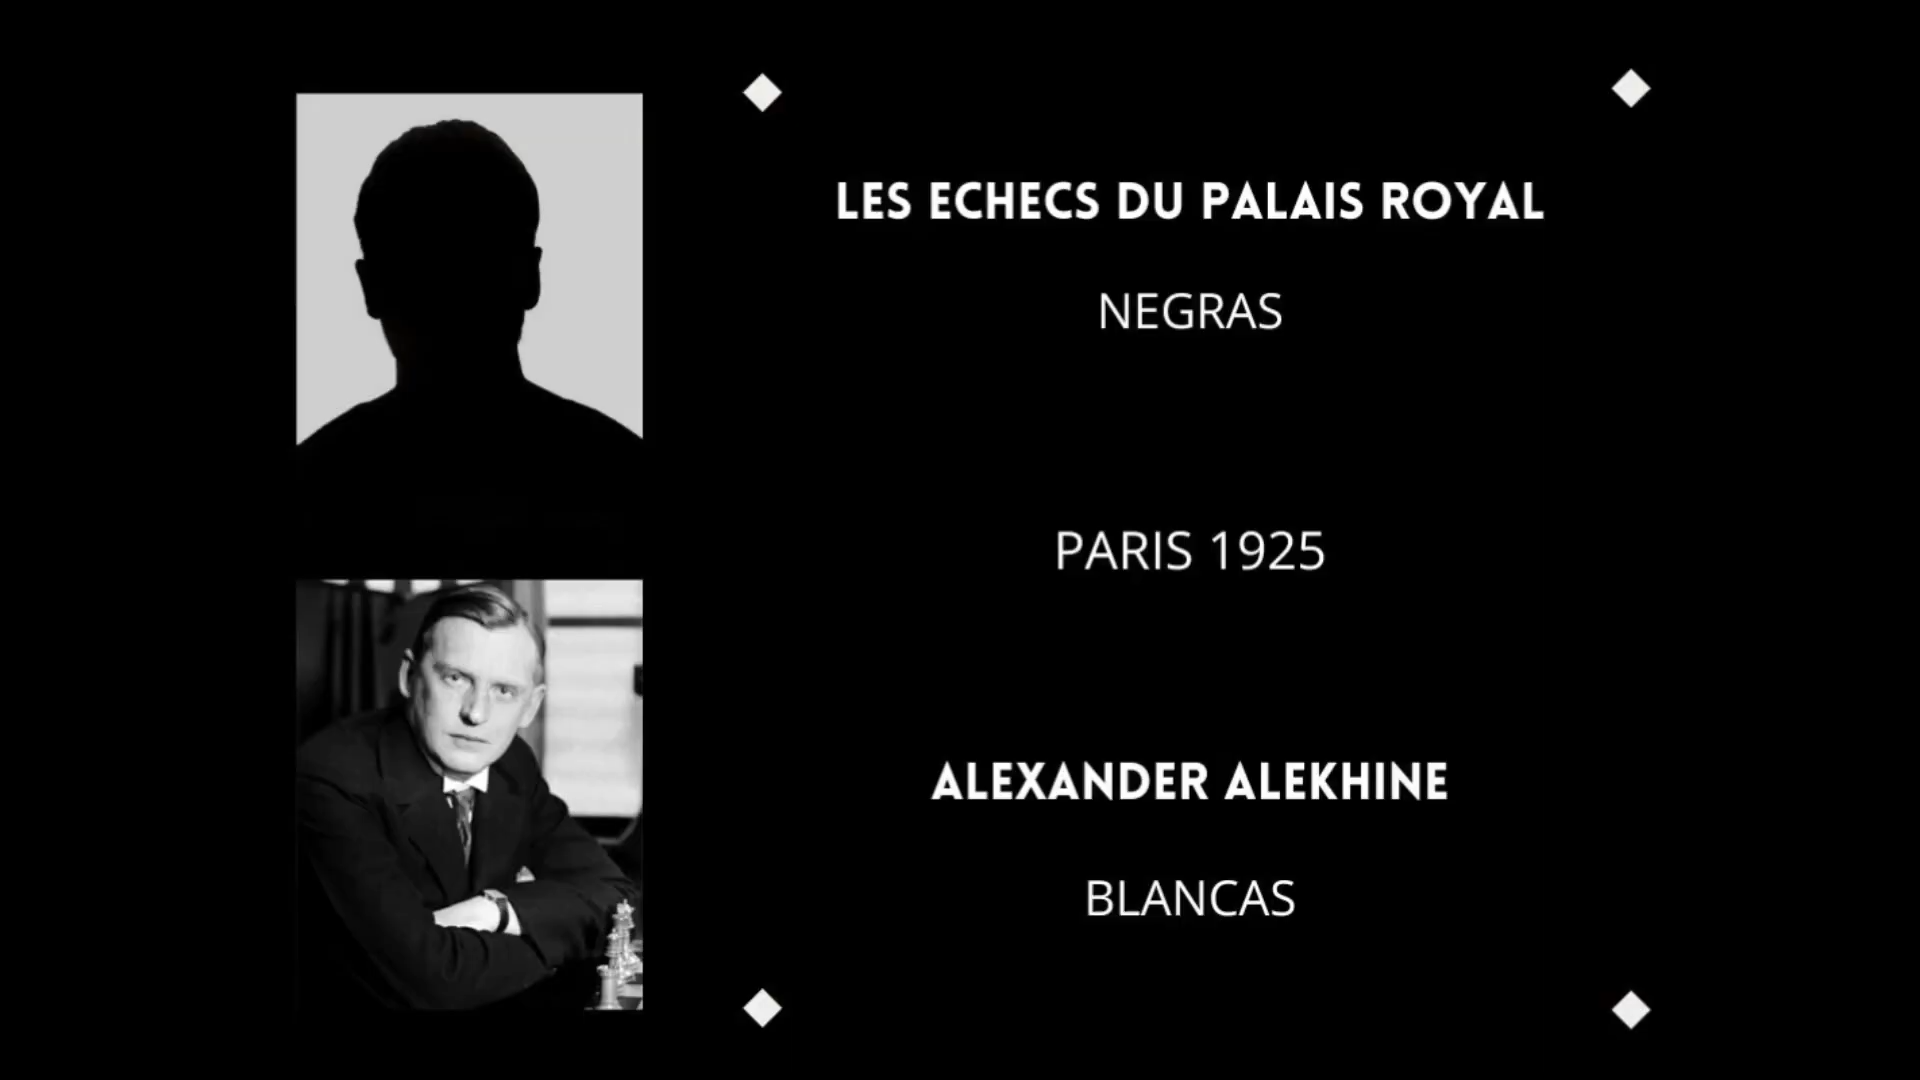 LES ECHECS DU PALAIS ROYAL
NEGRAS
PARIS 1925
ALEXANDER ALEKHINE
BLANCAS